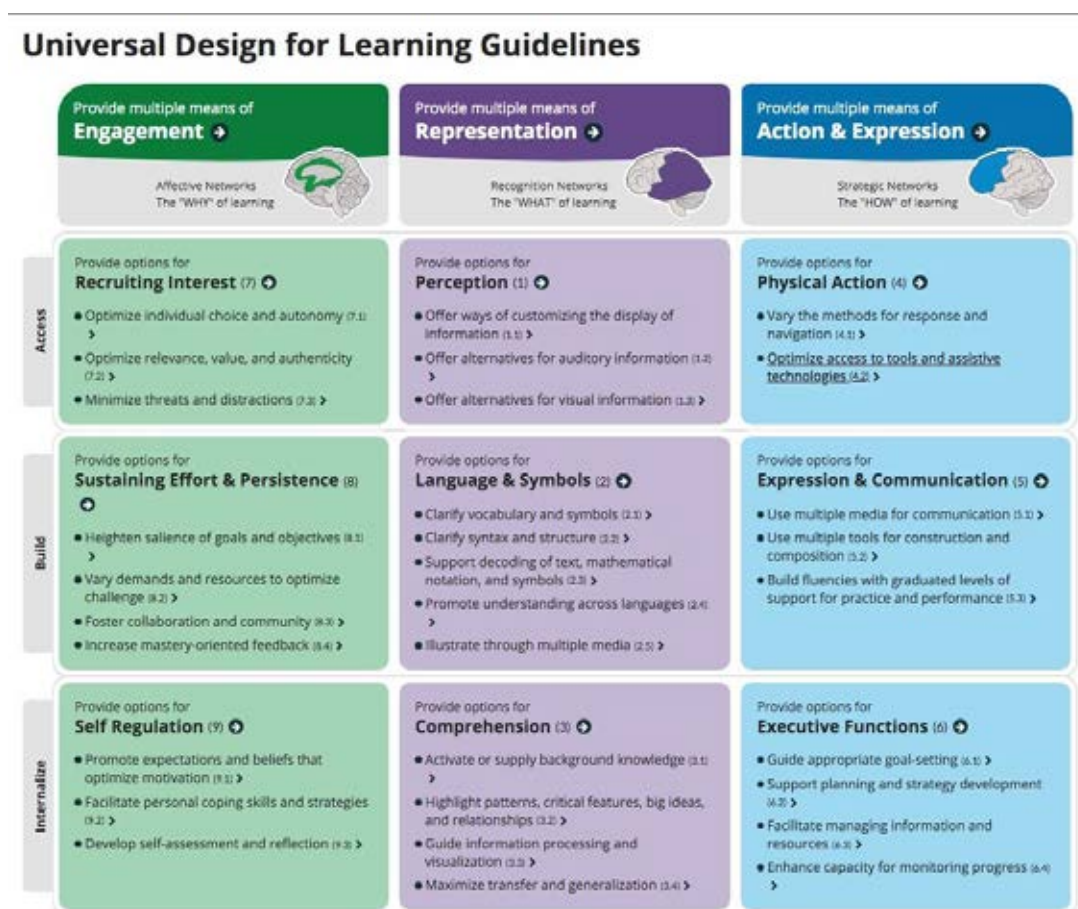 Universal Design for Learning Guidelines
Provide multiple means of
Engagement
Affective Networks
The "WHY" of learning
Provide multiple means of
Representation
Recognition Networks
The "WHAT" of learning
Provide multiple means of
Action & Expression
Strategic Networks
The "HOW" of learning
Access
Provide options for
Recruiting Interest (7)
Optimize individual choice and autonomy (7.1)
Optimize relevance, value, and authenticity
(7.2)
Minimize threats and distractions (7.3)
Provide options for
Perception (1)
Offer ways of customizing the display of
information (1.1)
Offer alternatives for auditory information (1.2)
Offer alternatives for visual information (1.3)
Provide options for
Physical Action (4)
Vary the methods for response and
navigation (4.1)
Optimize access to tools and assistive
technologies (4.2)
Build
Provide options for
Sustaining Effort & Persistence (8)
Heighten salience of goals and objectives (8.1)
Vary demands and resources to optimize
challenge (8.2)
Foster collaboration and community (8.3)
Increase mastery-oriented feedback (8.4)
Provide options for
Language & Symbols (2)
Clarify vocabulary and symbols (2.1)
Clarify syntax and structure (2.2)
Support decoding of text, mathematical
notation, and symbols (2.3)
Promote understanding across languages (2.4)
Illustrate through multiple media (2.5)
Provide options for
Expression & Communication (5)
Use multiple media for communication (5.1)
Use multiple tools for construction and
composition (5.2)
Build fluencies with graduated levels of
support for practice and performance (5.3)
Internalize
Provide options for
Self Regulation (9)
Promote expectations and beliefs that
optimize motivation (9.1)
Facilitate personal coping skills and strategies
(9.2)
Develop self-assessment and reflection (9.3)
Provide options for
Comprehension (3)
Activate or supply background knowledge (3.1)
Highlight patterns, critical features, big ideas,
and relationships (3.2)
Guide information processing and
visualization (3.3)
Maximize transfer and generalization (3.4)
Provide options for
Executive Functions (6)
Guide appropriate goal-setting (6.1)
Support planning and strategy development
(6.2)
Facilitate managing information and
resources (6.3)
Enhance capacity for monitoring progress (6.4)